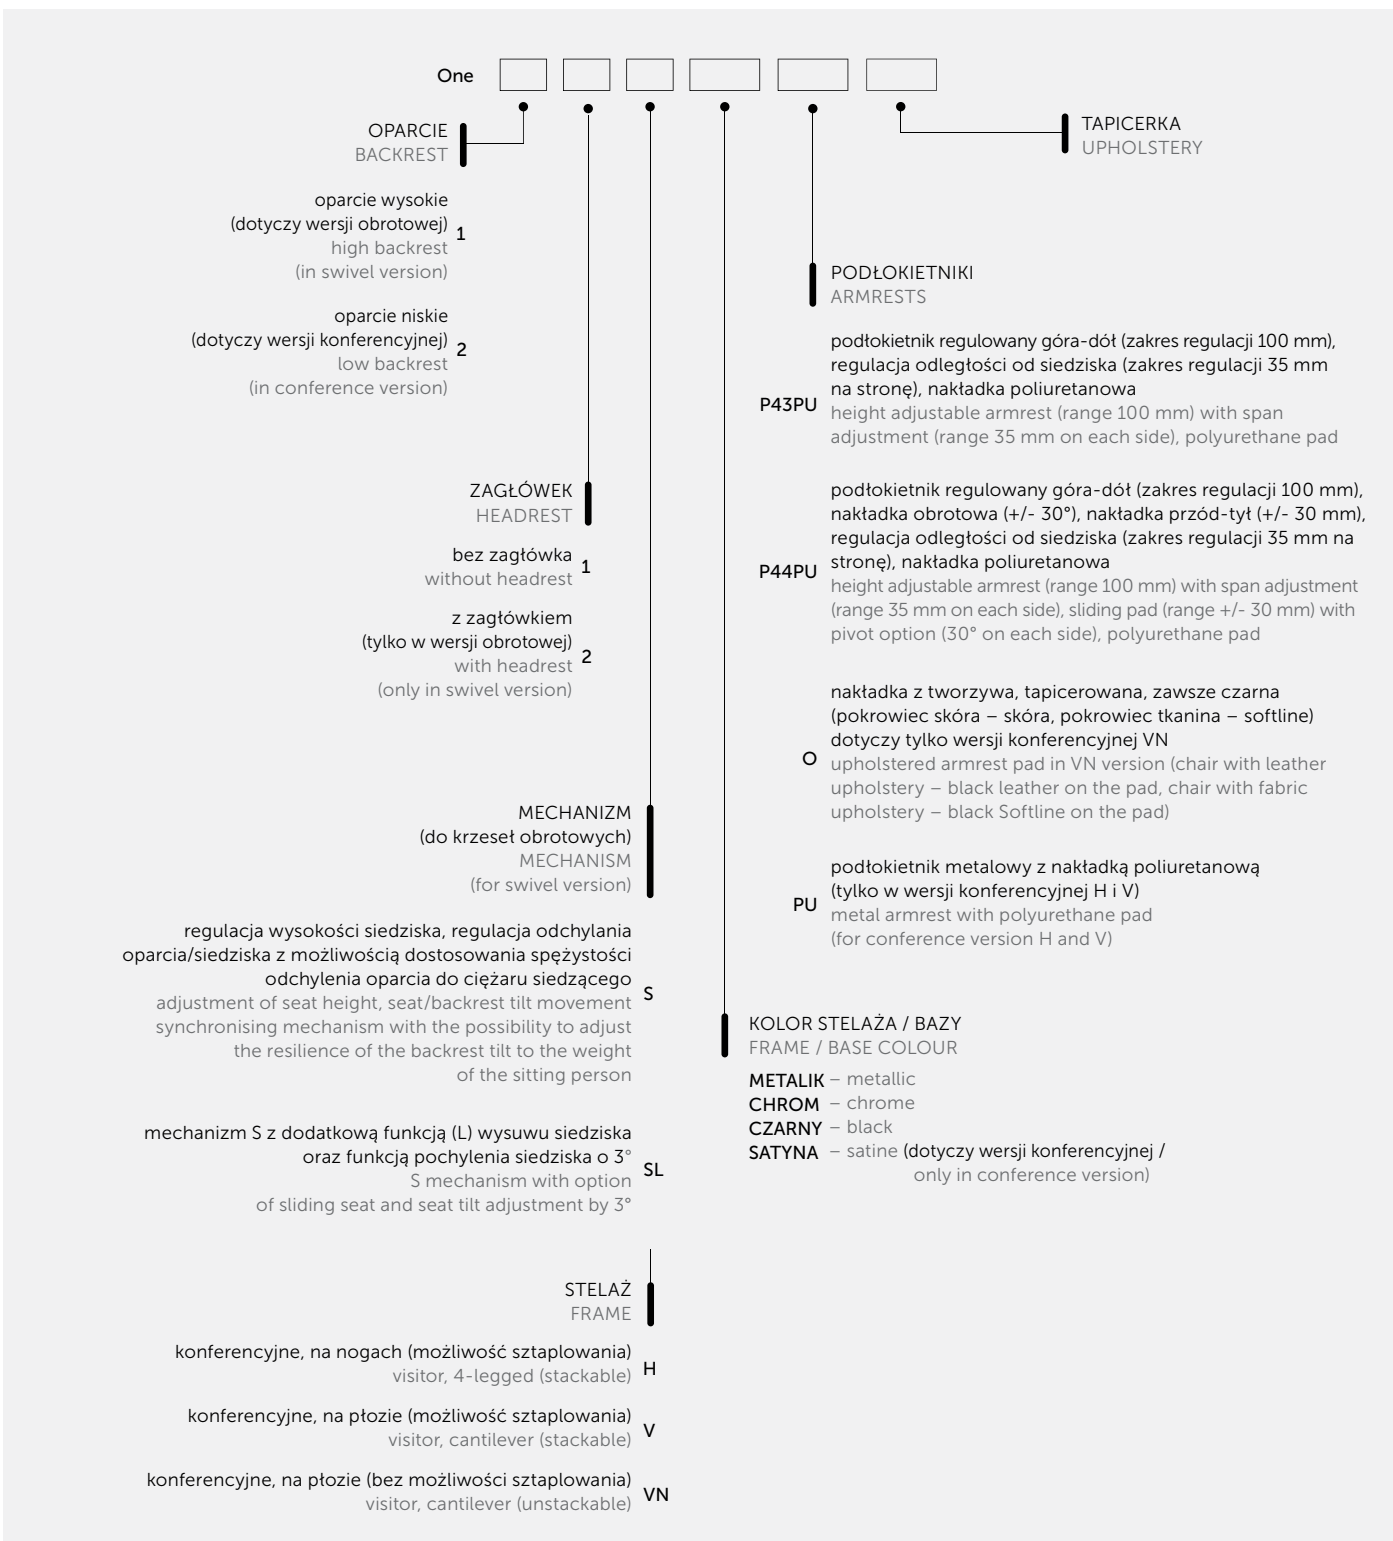 One
OPARCIE
BACKREST
oparcie wysokie
(dotyczy wersji obrotowej)
1
high backrest
(in swivel version)
oparcie niskie
(dotyczy wersji konferencyjnej)
2
low backrest
(in conference version)
ZAGŁÓWEK
HEADREST
bez zagłówka
1
without headrest
z zagłówkiem
(tylko w wersji obrotowej)
2
with headrest
(only in swivel version)
MECHANIZM
(do krzeseł obrotowych)
MECHANISM
(for swivel version)
regulacja wysokości siedziska, regulacja odchylania
oparcia/siedziska z możliwością dostosowania spężystości
odchylenia oparcia do ciężaru siedzącego
S
adjustment of seat height, seat/backrest tilt movement
synchronising mechanism with the possibility to adjust
the resilience of the backrest tilt to the weight
of the sitting person
mechanizm S z dodatkową funkcją (L) wysuwu siedziska
oraz funkcją pochylenia siedziska o 3°
SL
S mechanism with option
of sliding seat and seat tilt adjustment by 3°
STELAŻ
FRAME
konferencyjne, na nogach (możliwość sztaplowania)
H
visitor, 4-legged (stackable)
konferencyjne, na płozie (możliwość sztaplowania)
V
visitor, cantilever (stackable)
konferencyjne, na płozie (bez możliwości sztaplowania)
VN
visitor, cantilever (unstackable)
TAPICERKA
UPHOLSTERY
PODŁOKIETNIKI
ARMRESTS
podłokietnik regulowany góra-dół (zakres regulacji 100 mm),
regulacja odległości od siedziska (zakres regulacji 35 mm
na stronę), nakładka poliuretanowa
P43PU
height adjustable armrest (range 100 mm) with span
adjustment (range 35 mm on each side), polyurethane pad
podłokietnik regulowany góra-dół (zakres regulacji 100 mm),
nakładka obrotowa (+/- 30°), nakładka przód-tył (+/- 30 mm),
regulacja odległości od siedziska (zakres regulacji 35 mm na
stronę), nakładka poliuretanowa
P44PU
height adjustable armrest (range 100 mm) with span adjustment
(range 35 mm on each side), sliding pad (range +/- 30 mm) with
pivot option (30° on each side), polyurethane pad
nakładka z tworzywa, tapicerowana, zawsze czarna
(pokrowiec skóra – skóra, pokrowiec tkanina – softline)
dotyczy tylko wersji konferencyjnej VN
O
upholstered armrest pad in VN version (chair with leather
upholstery – black leather on the pad, chair with fabric
upholstery – black Softline on the pad)
podłokietnik metalowy z nakładką poliuretanową
(tylko w wersji konferencyjnej H i V)
PU
metal armrest with polyurethane pad
(for conference version H and V)
KOLOR STELAŻA / BAZY
FRAME / BASE COLOUR
METALIK – metallic
CHROM – chrome
CZARNY – black
SATYNA – satine (dotyczy wersji konferencyjnej /
only in conference version)